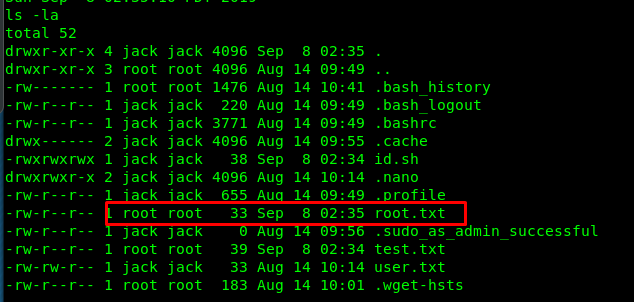 ls -la
total 52
drwxr-xr-x 4 jack jack 4096 Sep  8 02:35 .
drwxr-xr-x 3 root root 4096 Aug 14 09:49 ..
-rw------- 1 root root 1476 Aug 14 10:41 .bash_history
-rw-r--r-- 1 jack jack  220 Aug 14 09:49 .bash_logout
-rw-r--r-- 1 jack jack 3771 Aug 14 09:49 .bashrc
drwx------ 2 jack jack 4096 Aug 14 09:55 .cache
-rwxrwxrwx 1 jack jack   38 Sep  8 02:34 id.sh
drwxrwxr-x 2 jack jack 4096 Aug 14 10:14 .nano
-rw-r--r-- 1 jack jack  655 Aug 14 09:49 .profile
-rw-r--r-- 1 root root   33 Sep  8 02:35 root.txt
-rw-r--r-- 1 jack jack    0 Aug 14 09:56 .sudo_as_admin_successful
-rw-r--r-- 1 root root   39 Sep  8 02:34 test.txt
-rw-rw-r-- 1 jack jack   33 Aug 14 10:14 user.txt
-rw-r--r-- 1 root root  183 Aug 14 10:01 .wget-hsts